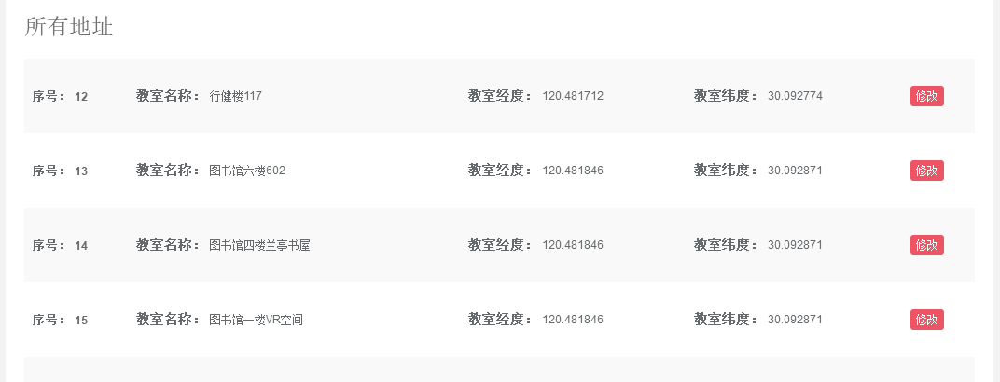 所有地址
序号： 12 教室名称： 行健楼117 教室经度： 120.481712 教室纬度： 30.092774 修改
序号： 13 教室名称： 图书馆六楼602 教室经度： 120.481846 教室纬度： 30.092871 修改
序号： 14 教室名称： 图书馆四楼兰亭书屋 教室经度： 120.481846 教室纬度： 30.092871 修改
序号： 15 教室名称： 图书馆一楼VR空间 教室经度： 120.481846 教室纬度： 30.092871 修改